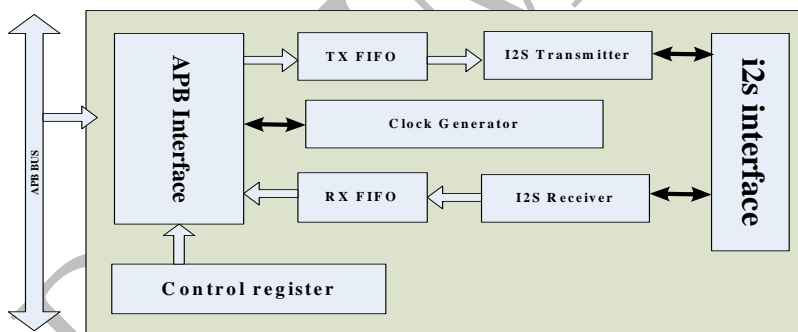 APB BUS
APB Interface
TX FIFO
I2S Transmitter
i2s interface
Clock Generator
RX FIFO
I2S Receiver
Control register